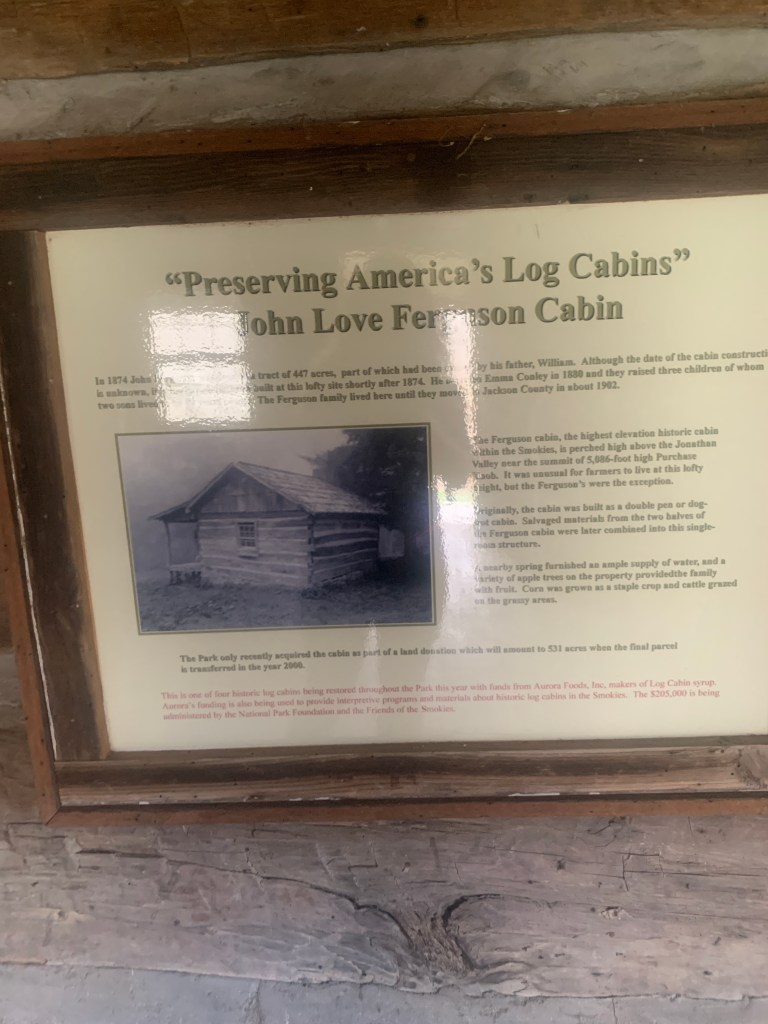 “Preserving America’s Log Cabins”
John Love Ferguson Cabin
In 1874 John a tract of 447 acres, part of which had been by his father, William. Although the date of the cabin constructi
is unknown, built at this lofty site shortly after 1874. He Emma Conley in 1880 and they raised three children of whom
two sons lived The Ferguson family lived here until they mov Jackson County in about 1902.
The Ferguson cabin, the highest elevation historic cabin
within the Smokies, is perched high above the Jonathan
Valley near the summit of 5,086-foot high Purchase
Knob. It was unusual for farmers to live at this lofty
height, but the Ferguson’s were the exception.
Originally, the cabin was built as a double pen or dog-
trot cabin. Salvaged materials from the two halves of
the Ferguson cabin were later combined into this single-
room structure.
A nearby spring furnished an ample supply of water, and a
variety of apple trees on the property providedthe family
with fruit. Corn was grown as a staple crop and cattle grazed
on the grassy areas.
The Park only recently acquired the cabin as part of a land donation which will amount to 531 acres when the final parcel
is transferred in the year 2000.
This is one of four historic log cabins being restored throughout the Park this year with funds from Aurora Foods, Inc, makers of Log Cabin syrup.
Aurora’s funding is also being used to provide interpretive programs and materials about historic log cabins in the Smokies. The $205,000 is being
administered by the National Park Foundation and the Friends of the Smokies.